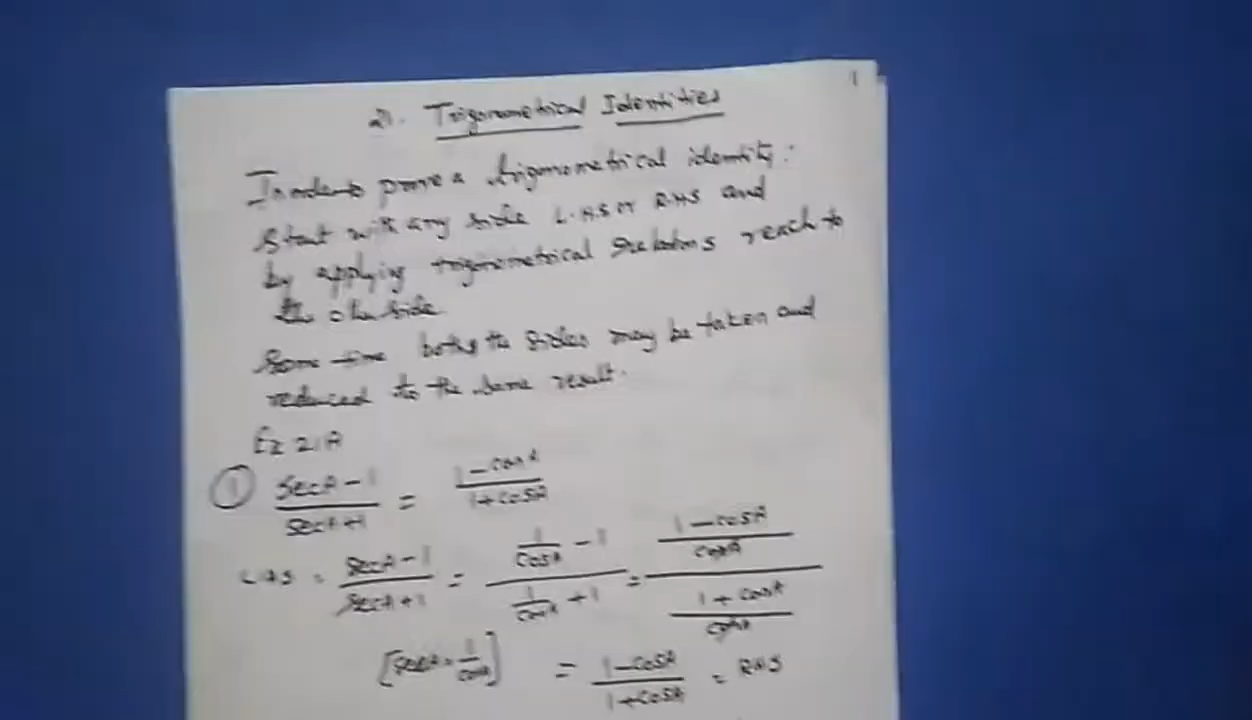 1
21. Trigonometrical Identities
In order to prove a trigonometrical identity:
Start with any side L.H.S or R.H.S and
by applying trigonometrical relations reach to
the other side.
Some time both the sides may be taken and
reduced to the same result.
Ex 21A
① (SecA - 1)/(SecA + 1) = (1 - CosA)/(1 + CosA)
LHS = (SecA - 1)/(SecA + 1) = (1/CosA - 1)/(1/CosA + 1) = ((1 - CosA)/CosA)/((1 + CosA)/CosA)
[SecA = 1/CosA] = (1 - CosA)/(1 + CosA) = RHS